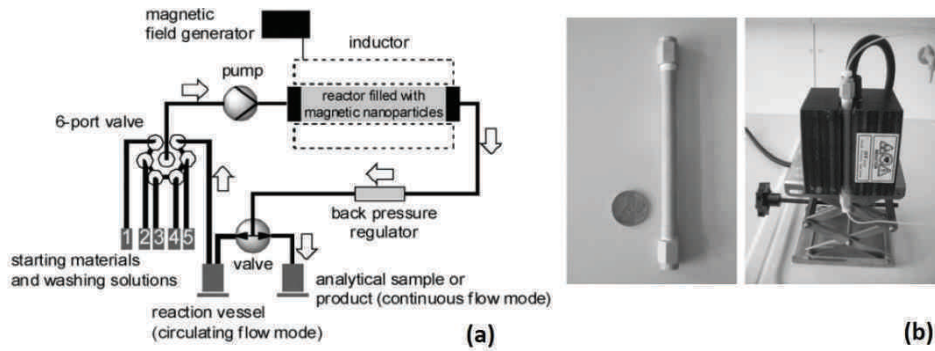 magnetic
field generator
inductor
pump
reactor filled with
magnetic nanoparticles
6-port valve
back pressure
regulator
1 2 3 4 5
valve
starting materials
and washing solutions
analytical sample or
product (continuous flow mode)
reaction vessel
(circulating flow mode)
(a)
(b)